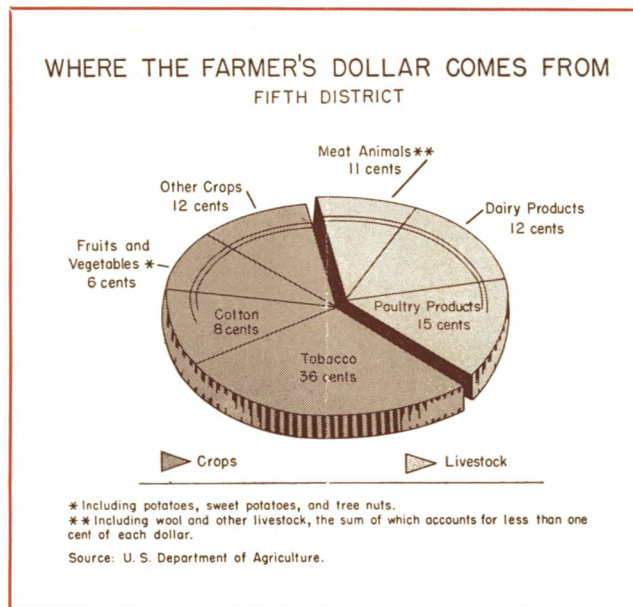 WHERE THE FARMER'S DOLLAR COMES FROM
FIFTH DISTRICT
Meat Animals**
11 cents
Other Crops
12 cents
Dairy Products
12 cents
Fruits and
Vegetables *
6 cents
Cotton
8 cents
Poultry Products
15 cents
Tobacco
36 cents
Crops
Livestock
* Including potatoes, sweet potatoes, and tree nuts.
** Including wool and other livestock, the sum of which accounts for less than one
cent of each dollar.
Source: U. S. Department of Agriculture.